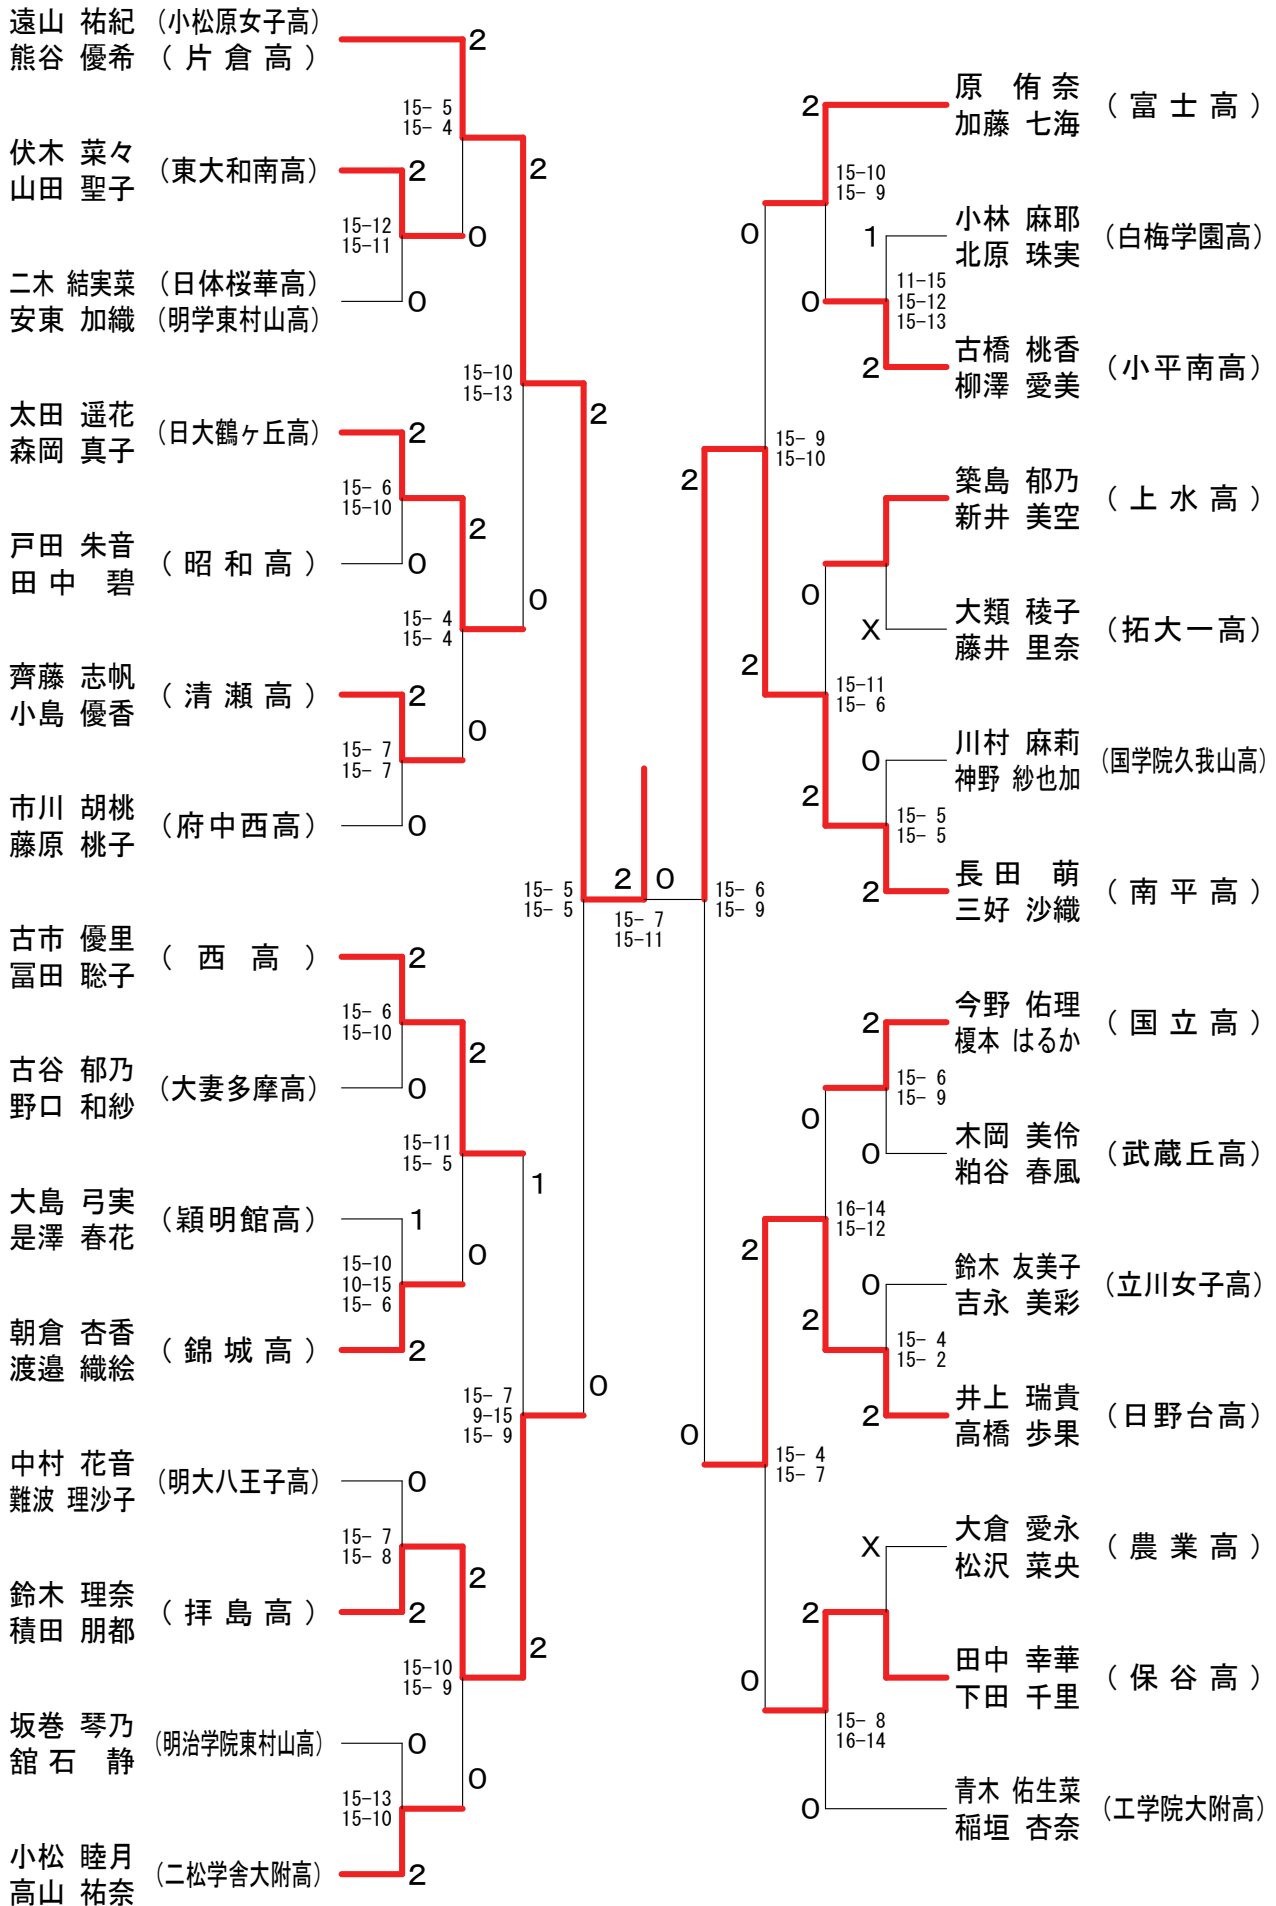 遠山 祐紀 (小松原女子高)
熊谷 優希 (片倉高)
2
15- 5
15- 4
伏木 菜々
山田 聖子
(東大和南高)
2
2
15-12
15-11
0
二木 結実菜 (日体桜華高)
安東 加織 (明学東村山高)
0
15-10
15-13
2
太田 遥花
森岡 真子
(日大鶴ヶ丘高)
2
15- 6
15-10
2
戸田 朱音
田中 碧
(昭和高)
0
0
15- 4
15- 4
齊藤 志帆
小島 優香
(清瀬高)
2
0
15- 7
15- 7
市川 胡桃
藤原 桃子
(府中西高)
0
15- 5
15- 5
2 0
15- 7
15-11
古市 優里
冨田 聡子
(西高)
2
15- 6
15-10
2
古谷 郁乃
野口 和紗
(大妻多摩高)
0
15-11
15- 5
1
大島 弓実
是澤 春花
(穎明館高)
1
0
15-10
10-15
15- 6
朝倉 杏香
渡邉 織絵
(錦城高)
2
0
15- 7
9-15
15- 9
中村 花音
難波 理沙子
(明大八王子高)
0
15- 7
15- 8
2
鈴木 理奈
積田 朋都
(拝島高)
2
2
15-10
15- 9
坂巻 琴乃
舘石 静
(明治学院東村山高)
0
0
15-13
15-10
小松 睦月
高山 祐奈
(二松学舎大附高)
2
2
原 侑奈
加藤 七海
(富士高)
15-10
15- 9
0
1
小林 麻耶
北原 珠実
(白梅学園高)
0
11-15
15-12
15-13
2
古橋 桃香
柳澤 愛美
(小平南高)
15- 9
15-10
2
築島 郁乃
新井 美空
(上水高)
0
X
大類 稜子
藤井 里奈
(拓大一高)
2
15-11
15- 6
0
川村 麻莉
神野 紗也加
(国学院久我山高)
2
15- 5
15- 5
2
長田 萌
三好 沙織
(南平高)
15- 6
15- 9
2
今野 佑理
榎本 はるか
(国立高)
15- 6
15- 9
0
0
木岡 美伶
粕谷 春風
(武蔵丘高)
16-14
15-12
2
0
鈴木 友美子
吉永 美彩
(立川女子高)
2
15- 4
15- 2
2
井上 瑞貴
高橋 歩果
(日野台高)
0
15- 4
15- 7
X
大倉 愛永
松沢 菜央
(農業高)
2
田中 幸華
下田 千里
(保谷高)
0
15- 8
16-14
0
青木 佑生菜
稲垣 杏奈
(工学院大附高)